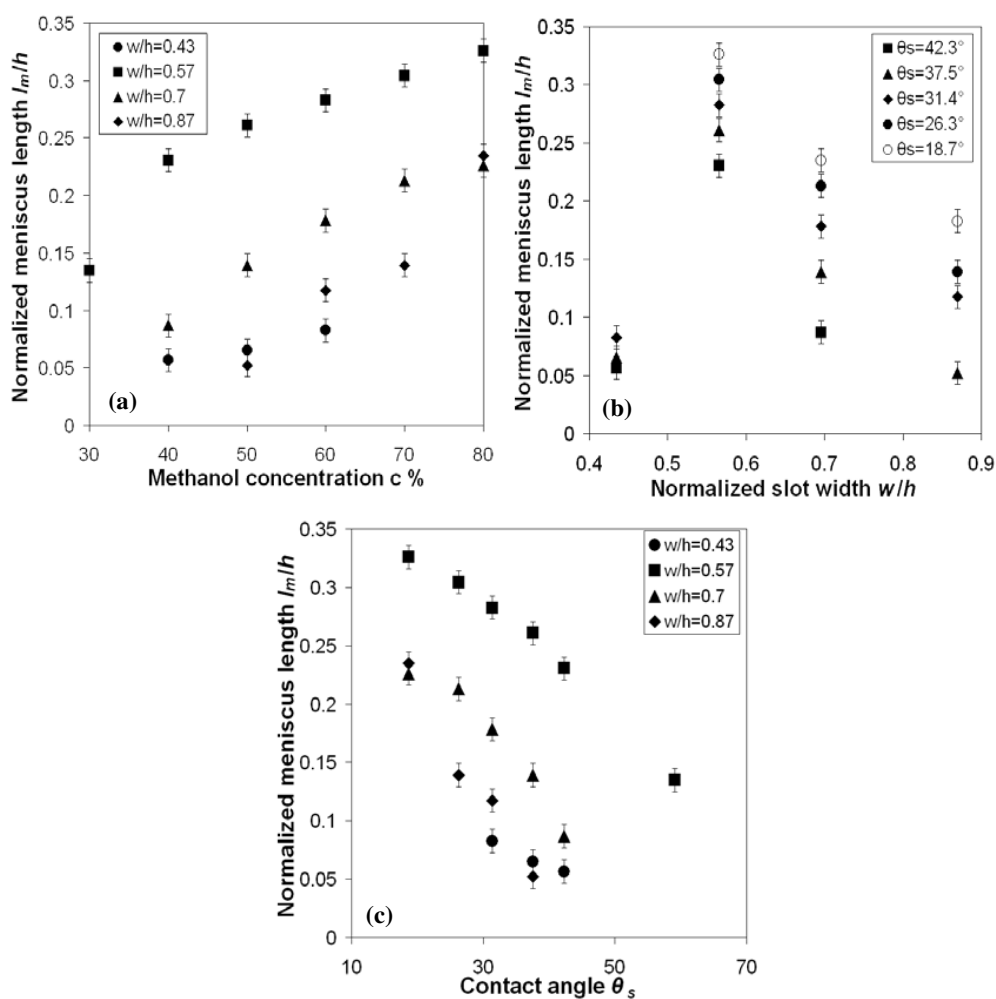 Normalized meniscus length lm/h
0.35
0.3
0.25
0.2
0.15
0.1
0.05
0
w/h=0.43
w/h=0.57
w/h=0.7
w/h=0.87
(a)
30 40 50 60 70 80
Methanol concentration c %
Normalized meniscus length lm/h
0.35
0.3
0.25
0.2
0.15
0.1
0.05
0
θs=42.3°
θs=37.5°
θs=31.4°
θs=26.3°
θs=18.7°
(b)
0.4 0.5 0.6 0.7 0.8 0.9
Normalized slot width w/h
Normalized meniscus length lm/h
0.35
0.3
0.25
0.2
0.15
0.1
0.05
0
w/h=0.43
w/h=0.57
w/h=0.7
w/h=0.87
(c)
10 30 50 70
Contact angle θs